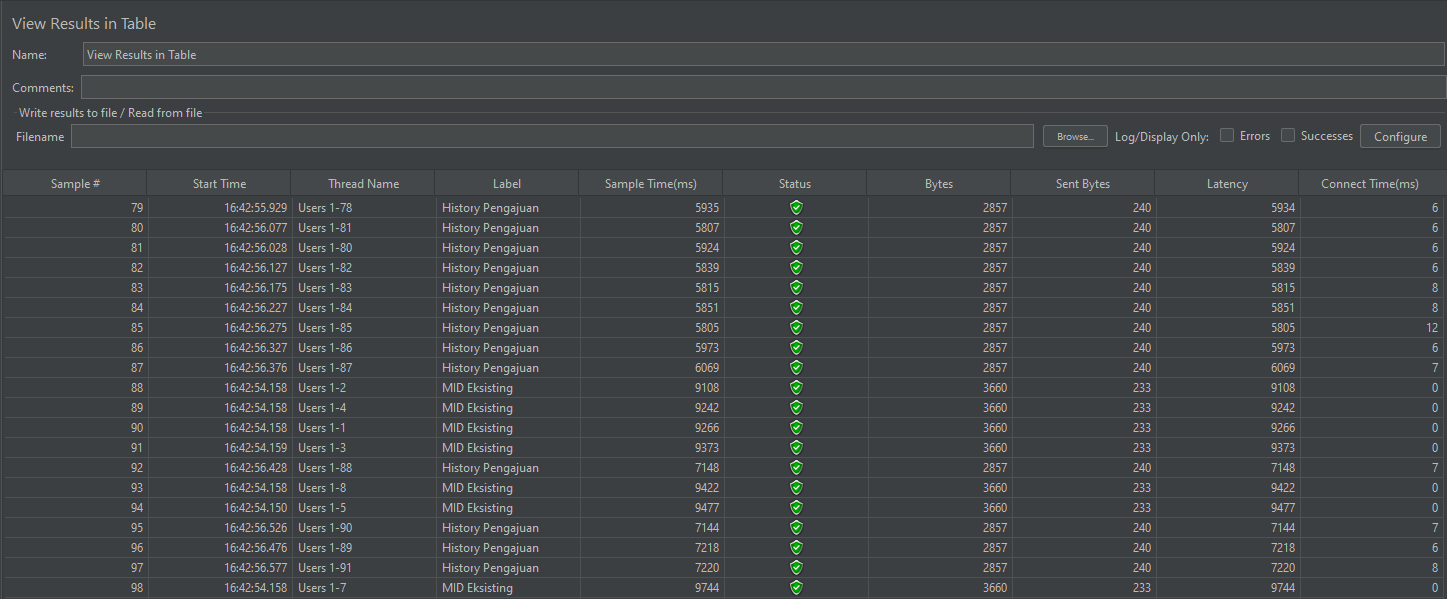 View Results in Table
Name: View Results in Table
Comments:
Write results to file / Read from file
Filename Browse... Log/Display Only: Errors Successes Configure
Sample # Start Time Thread Name Label Sample Time(ms) Status Bytes Sent Bytes Latency Connect Time(ms)
79 16:42:55.929 Users 1-78 History Pengajuan 5935 2857 240 5934 6
80 16:42:56.077 Users 1-81 History Pengajuan 5807 2857 240 5807 6
81 16:42:56.028 Users 1-80 History Pengajuan 5924 2857 240 5924 6
82 16:42:56.127 Users 1-82 History Pengajuan 5839 2857 240 5839 6
83 16:42:56.175 Users 1-83 History Pengajuan 5815 2857 240 5815 8
84 16:42:56.227 Users 1-84 History Pengajuan 5851 2857 240 5851 8
85 16:42:56.275 Users 1-85 History Pengajuan 5805 2857 240 5805 12
86 16:42:56.327 Users 1-86 History Pengajuan 5973 2857 240 5973 6
87 16:42:56.376 Users 1-87 History Pengajuan 6069 2857 240 6069 7
88 16:42:54.158 Users 1-2 MID Eksisting 9108 3660 233 9108 0
89 16:42:54.158 Users 1-4 MID Eksisting 9242 3660 233 9242 0
90 16:42:54.158 Users 1-1 MID Eksisting 9266 3660 233 9266 0
91 16:42:54.159 Users 1-3 MID Eksisting 9373 3660 233 9373 0
92 16:42:56.428 Users 1-88 History Pengajuan 7148 2857 240 7148 7
93 16:42:54.158 Users 1-8 MID Eksisting 9422 3660 233 9422 0
94 16:42:54.150 Users 1-5 MID Eksisting 9477 3660 233 9477 0
95 16:42:56.526 Users 1-90 History Pengajuan 7144 2857 240 7144 7
96 16:42:56.476 Users 1-89 History Pengajuan 7218 2857 240 7218 6
97 16:42:56.577 Users 1-91 History Pengajuan 7220 2857 240 7220 8
98 16:42:54.158 Users 1-7 MID Eksisting 9744 3660 233 9744 0